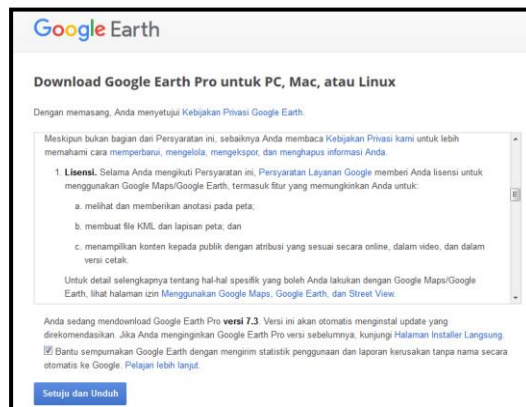 Google Earth
Download Google Earth Pro untuk PC, Mac, atau Linux
Dengan memasang, Anda menyetujui Kebijakan Privasi Google Earth.
Meskipun bukan bagian dari Persyaratan ini, sebaiknya Anda membaca Kebijakan Privasi kami untuk lebih
memahami cara memperbarui, mengelola, mengekspor, dan menghapus informasi Anda.
1. Lisensi. Selama Anda mengikuti Persyaratan ini, Persyaratan Layanan Google memberi Anda lisensi untuk
menggunakan Google Maps/Google Earth, termasuk fitur yang memungkinkan Anda untuk:
a. melihat dan memberikan anotasi pada peta;
b. membuat file KML dan lapisan peta; dan
c. menampilkan konten kepada publik dengan atribusi yang sesuai secara online, dalam video, dan dalam
versi cetak.
Untuk detail selengkapnya tentang hal-hal spesifik yang boleh Anda lakukan dengan Google Maps/Google
Earth, lihat halaman izin Menggunakan Google Maps, Google Earth, dan Street View.
Anda sedang mendownload Google Earth Pro versi 7.3. Versi ini akan otomatis menginstal update yang
direkomendasikan. Jika Anda menginginkan Google Earth Pro versi sebelumnya, kunjungi Halaman Installer Langsung.
Bantu sempurnakan Google Earth dengan mengirim statistik penggunaan dan laporan kerusakan tanpa nama secara
otomatis ke Google. Pelajari lebih lanjut.
Setuju dan Unduh